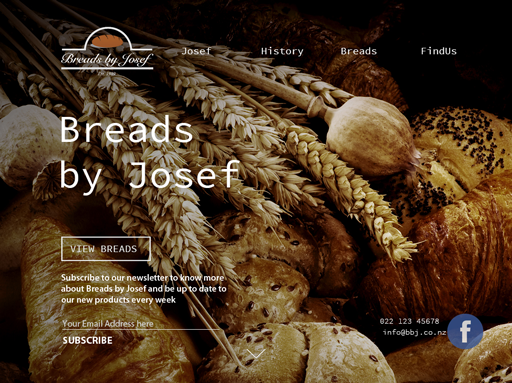 Breads by Josef
Josef History Breads FindUs
Breads
by Josef
VIEW BREADS
Subscribe to our newsletter to know more
about Breads by Josef and be up to date to
our new products every week
Your Email Address here
SUBSCRIBE
022 123 45678
info@bbj.co.nz
f